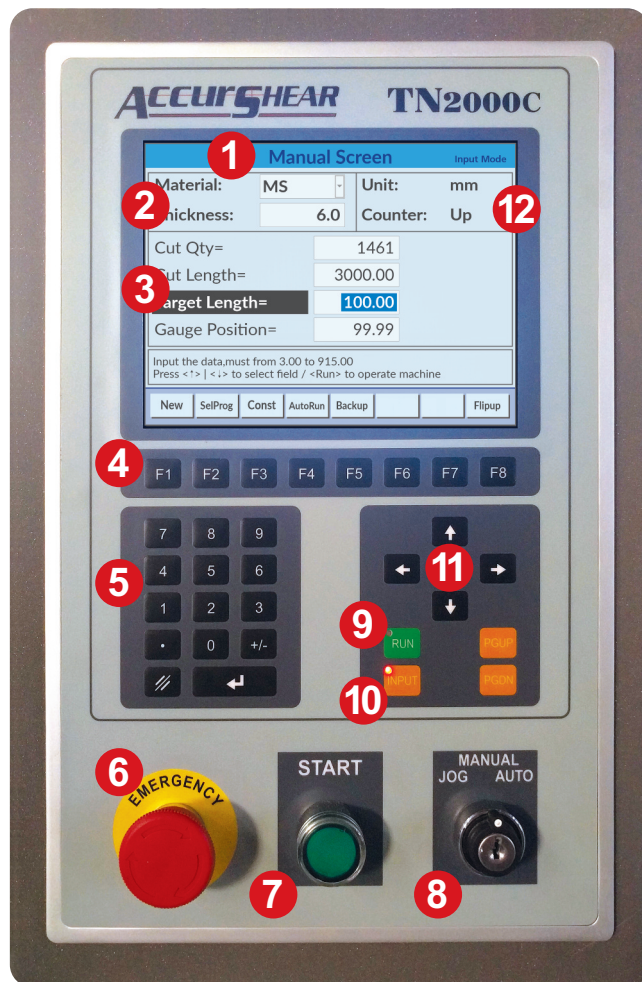 ACCURSHEAR TN2000C
1 Manual Screen Input Mode
Material: MS Unit: mm
2 hickness: 6.0 Counter: Up 12
Cut Qty= 1461
ut Length= 3000.00
3 arget Length= 100.00
Gauge Position= 99.99
Input the data,must from 3.00 to 915.00
Press <↑> | <↓> to select field / <Run> to operate machine
New SelProg Const AutoRun Backup Flipup
4 F1 F2 F3 F4 F5 F6 F7 F8
7 8 9
5 4 5 6 11
1 2 3
9 RUN PGUP
. 0 +/-
10 INPUT PGDN
6 EMERGENCY
START
7
MANUAL
JOG AUTO
8